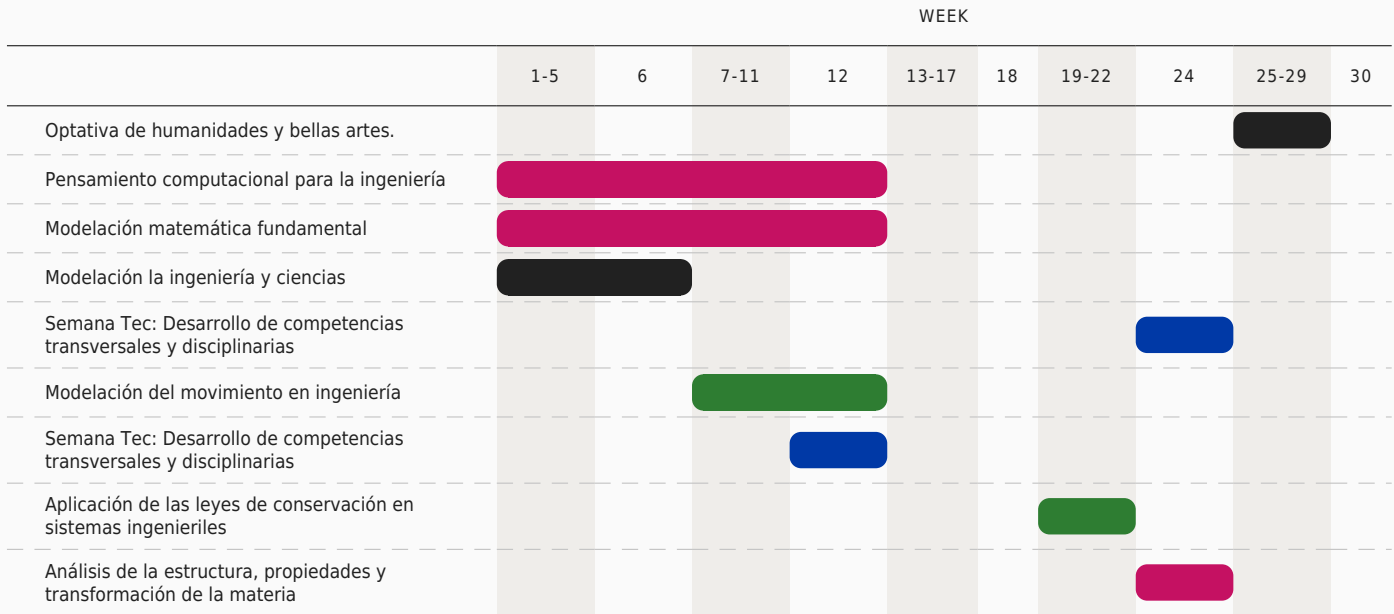 WEEK
1-5 6 7-11 12 13-17 18 19-22 24 25-29 30
Optativa de humanidades y bellas artes.
Pensamiento computacional para la ingeniería
Modelación matemática fundamental
Modelación la ingeniería y ciencias
Semana Tec: Desarrollo de competencias
transversales y disciplinarias
Modelación del movimiento en ingeniería
Semana Tec: Desarrollo de competencias
transversales y disciplinarias
Aplicación de las leyes de conservación en
sistemas ingenieriles
Análisis de la estructura, propiedades y
transformación de la materia